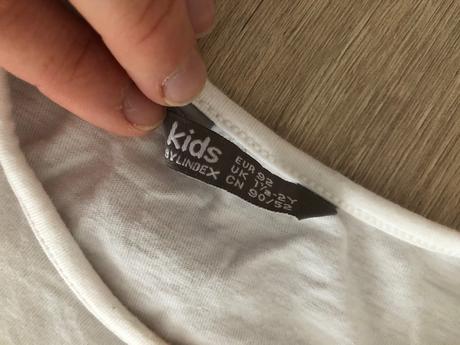 kids
BY LINDEX
EUR 92
UK 1½-2Y
CN 90/52